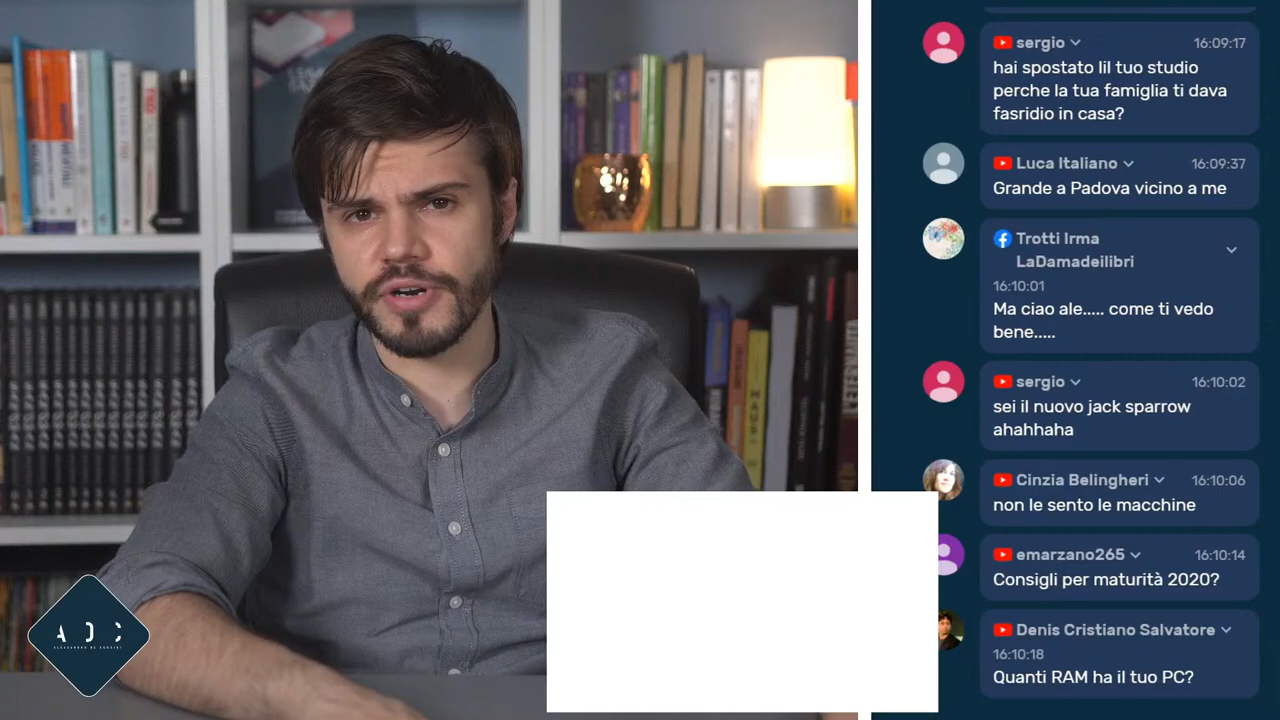 sergio
16:09:17
hai spostato lil tuo studio
perche la tua famiglia ti dava
fasridio in casa?
Luca Italiano
16:09:37
Grande a Padova vicino a me
Trotti Irma
LaDamadeilibri
16:10:01
Ma ciao ale..... come ti vedo
bene.....
sergio
16:10:02
sei il nuovo jack sparrow
ahahhaha
Cinzia Belingheri
16:10:06
non le sento le macchine
emarzano265
16:10:14
Consigli per maturità 2020?
Denis Cristiano Salvatore
16:10:18
Quanti RAM ha il tuo PC?
MAUS